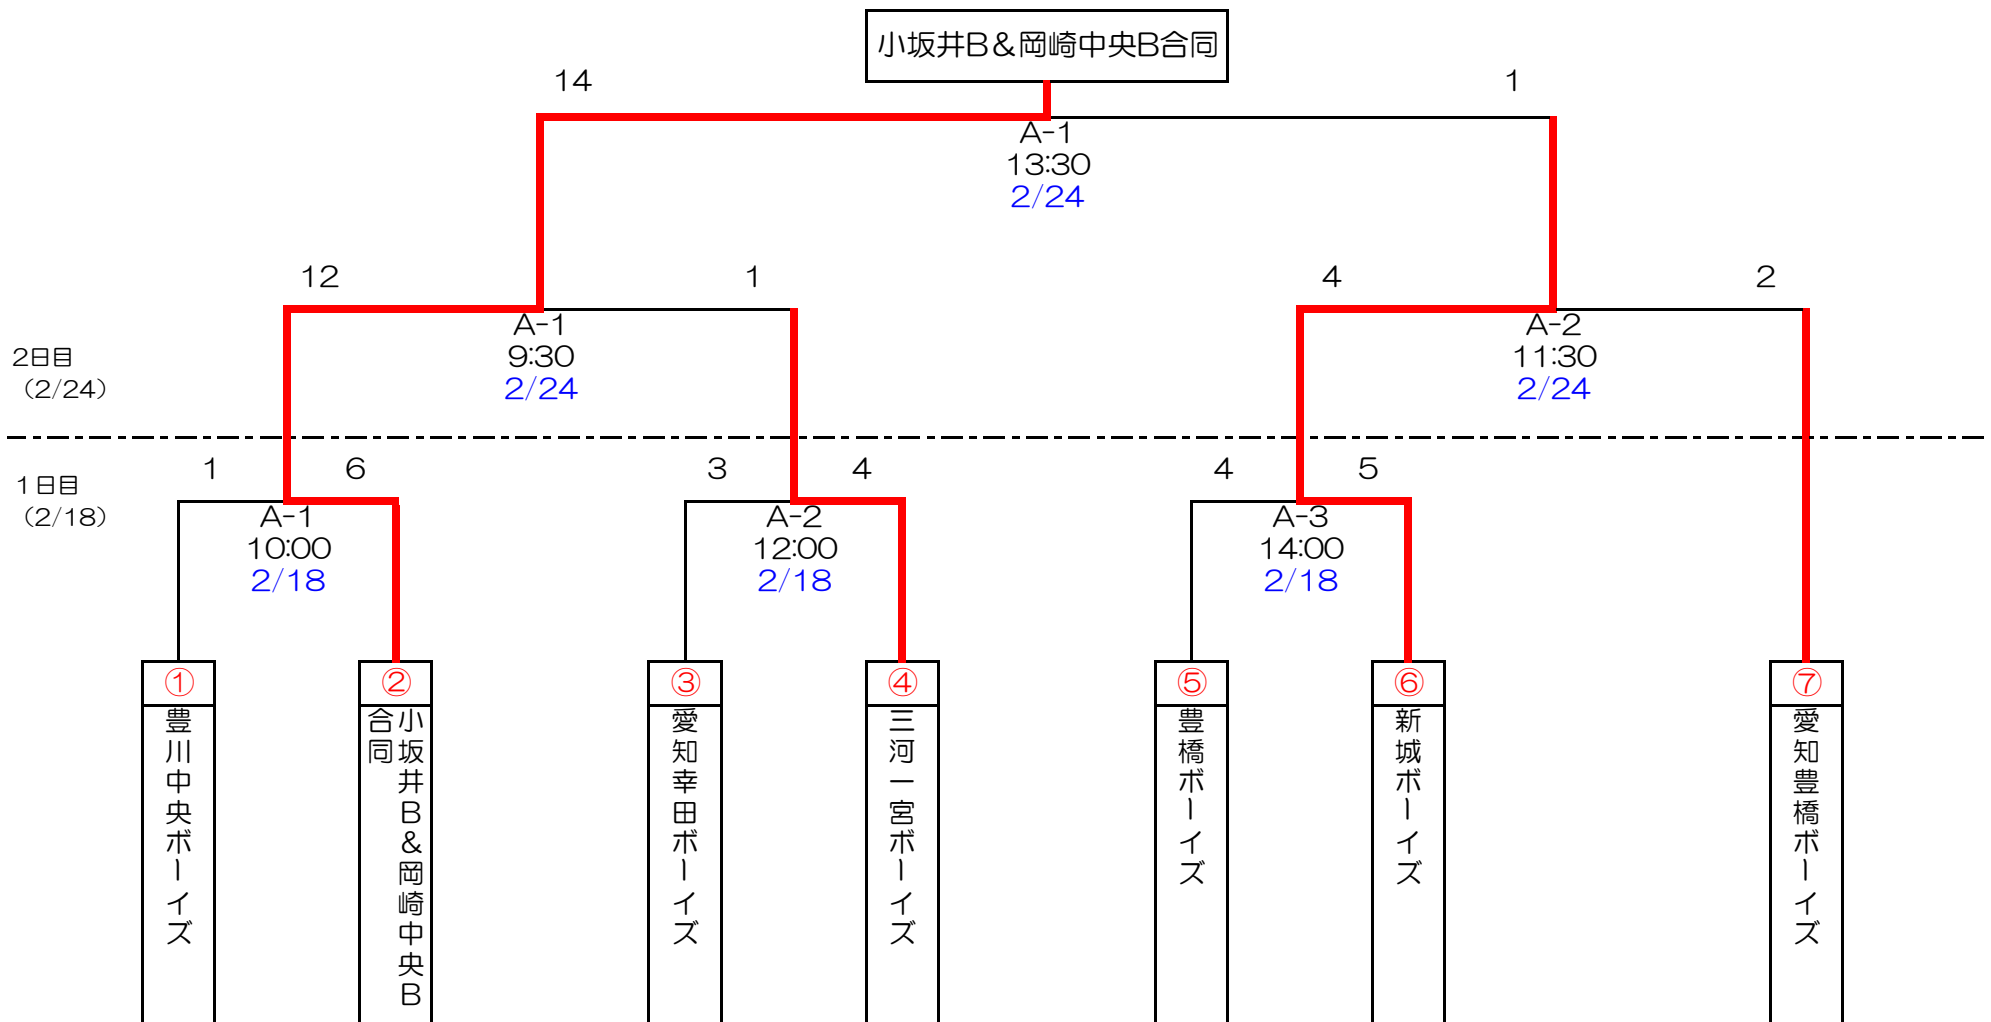 小坂井B＆岡崎中央B合同
14
1
A-1
13:30
2/24
12
1
4
2
A-1
9:30
2/24
A-2
11:30
2/24
2日目
（2/24）
1日目
（2/18）
1
6
3
4
4
5
A-1
10:00
2/18
A-2
12:00
2/18
A-3
14:00
2/18
①
豊川中央ボーイズ
②
小坂井B＆岡崎中央B
合同
③
愛知幸田ボーイズ
④
三河一宮ボーイズ
⑤
豊橋ボーイズ
⑥
新城ボーイズ
⑦
愛知豊橋ボーイズ